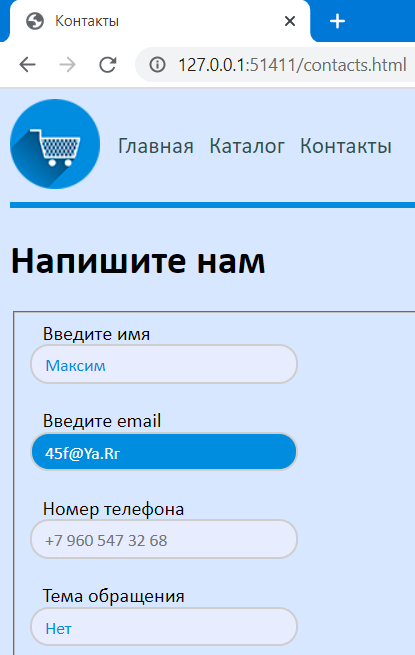 Контакты
127.0.0.1:51411/contacts.html
Главная Каталог Контакты
Напишите нам
Введите имя
Максим
Введите email
45f@Ya.Rr
Номер телефона
+7 960 547 32 68
Тема обращения
Нет